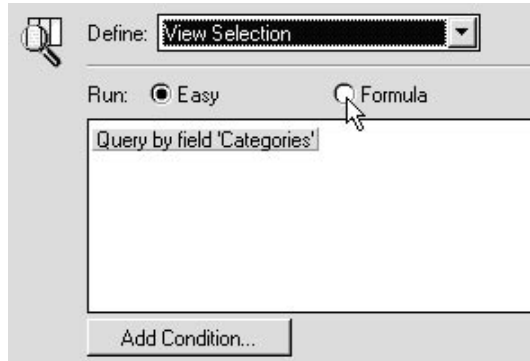 Define: View Selection
Run: Easy Formula
Query by field 'Categories'
Add Condition...